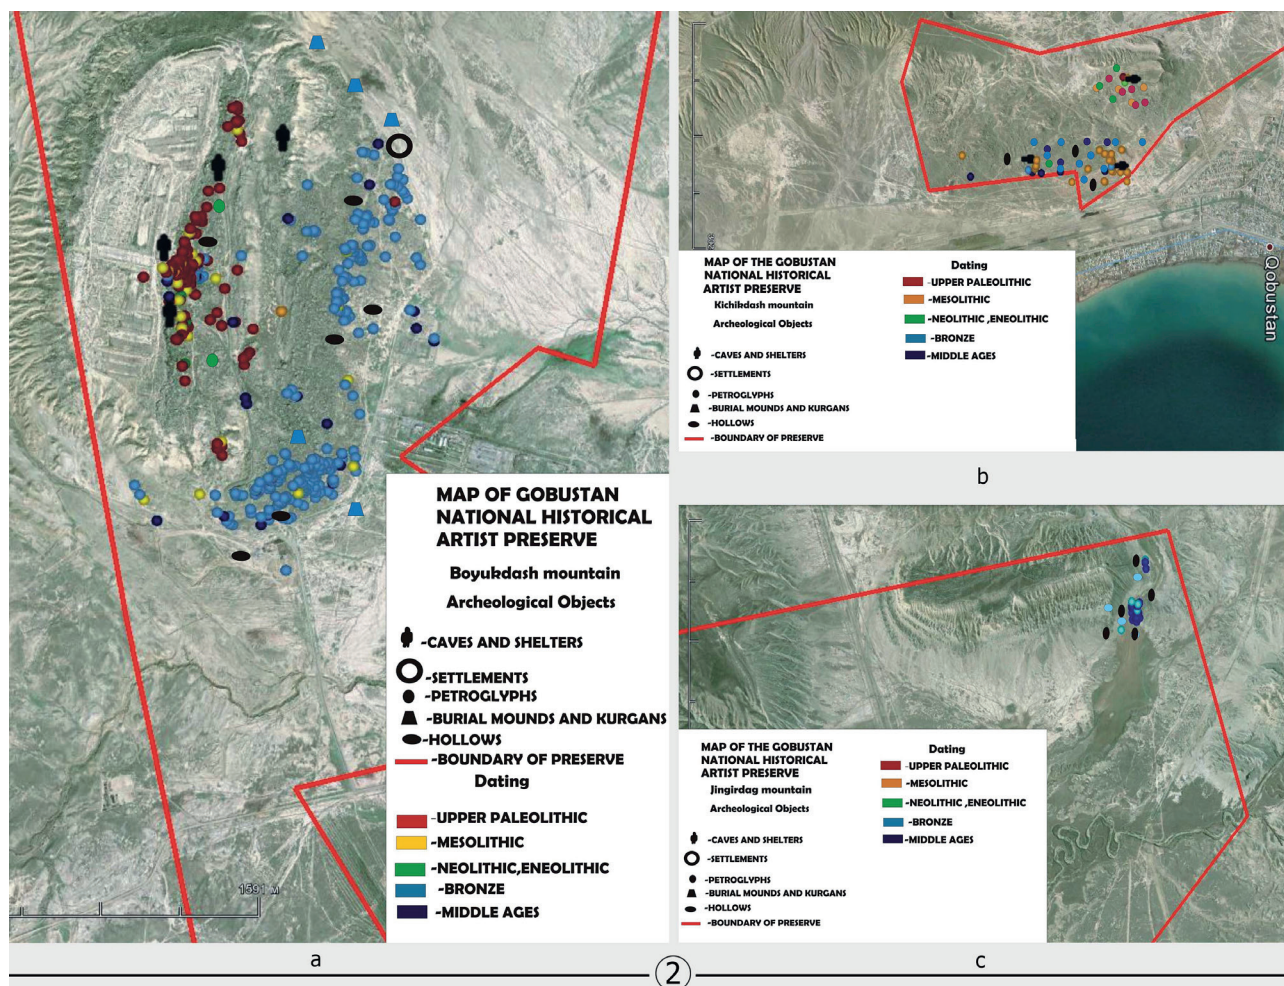 MAP OF GOBUSTAN
NATIONAL HISTORICAL
ARTIST PRESERVE
Boyukdash mountain
Archeological Objects
-CAVES AND SHELTERS
-SETTLEMENTS
-PETROGLYPHS
-BURIAL MOUNDS AND KURGANS
-HOLLOWS
-BOUNDARY OF PRESERVE
Dating
-UPPER PALEOLITHIC
-MESOLITHIC
-NEOLITHIC,ENEOLITHIC
-BRONZE
-MIDDLE AGES
1591 M
a
MAP OF THE GOBUSTAN
NATIONAL HISTORICAL
ARTIST PRESERVE
Kichikdash mountain
Archeological Objects
-CAVES AND SHELTERS
-SETTLEMENTS
-PETROGLYPHS
-BURIAL MOUNDS AND KURGANS
-HOLLOWS
-BOUNDARY OF PRESERVE
Dating
-UPPER PALEOLITHIC
-MESOLITHIC
-NEOLITHIC ,ENEOLITHIC
-BRONZE
-MIDDLE AGES
Qobustan
b
MAP OF THE GOBUSTAN
NATIONAL HISTORICAL
ARTIST PRESERVE
Jingirdag mountain
Archeological Objects
-CAVES AND SHELTERS
-SETTLEMENTS
-PETROGLYPHS
-BURIAL MOUNDS AND KURGANS
-HOLLOWS
-BOUNDARY OF PRESERVE
Dating
-UPPER PALEOLITHIC
-MESOLITHIC
-NEOLITHIC ,ENEOLITHIC
-BRONZE
-MIDDLE AGES
c
2